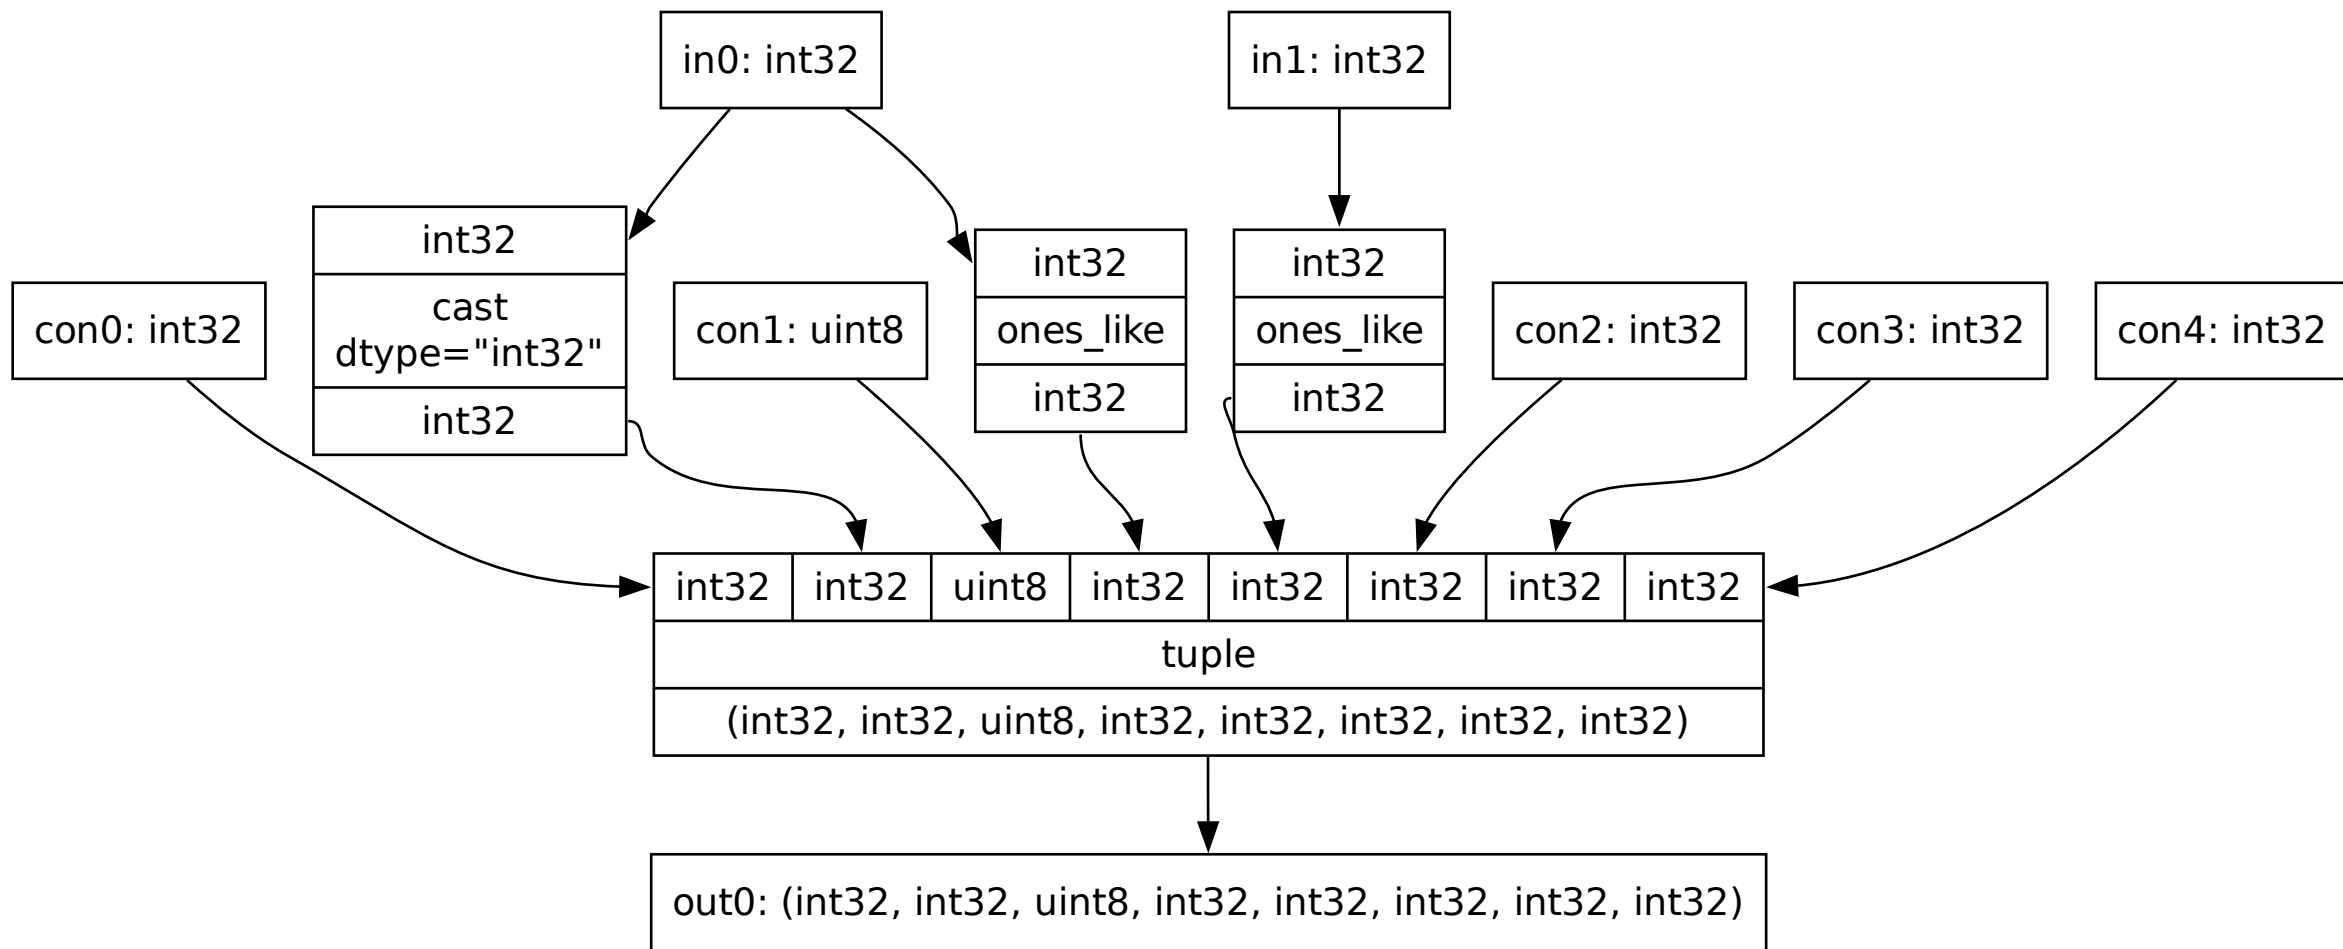 in0: int32
in1: int32
int32
cast
dtype="int32"
int32
con0: int32
con1: uint8
int32
ones_like
int32
int32
ones_like
int32
con2: int32
con3: int32
con4: int32
int32 int32 uint8 int32 int32 int32 int32 int32
tuple
(int32, int32, uint8, int32, int32, int32, int32, int32)
out0: (int32, int32, uint8, int32, int32, int32, int32, int32)